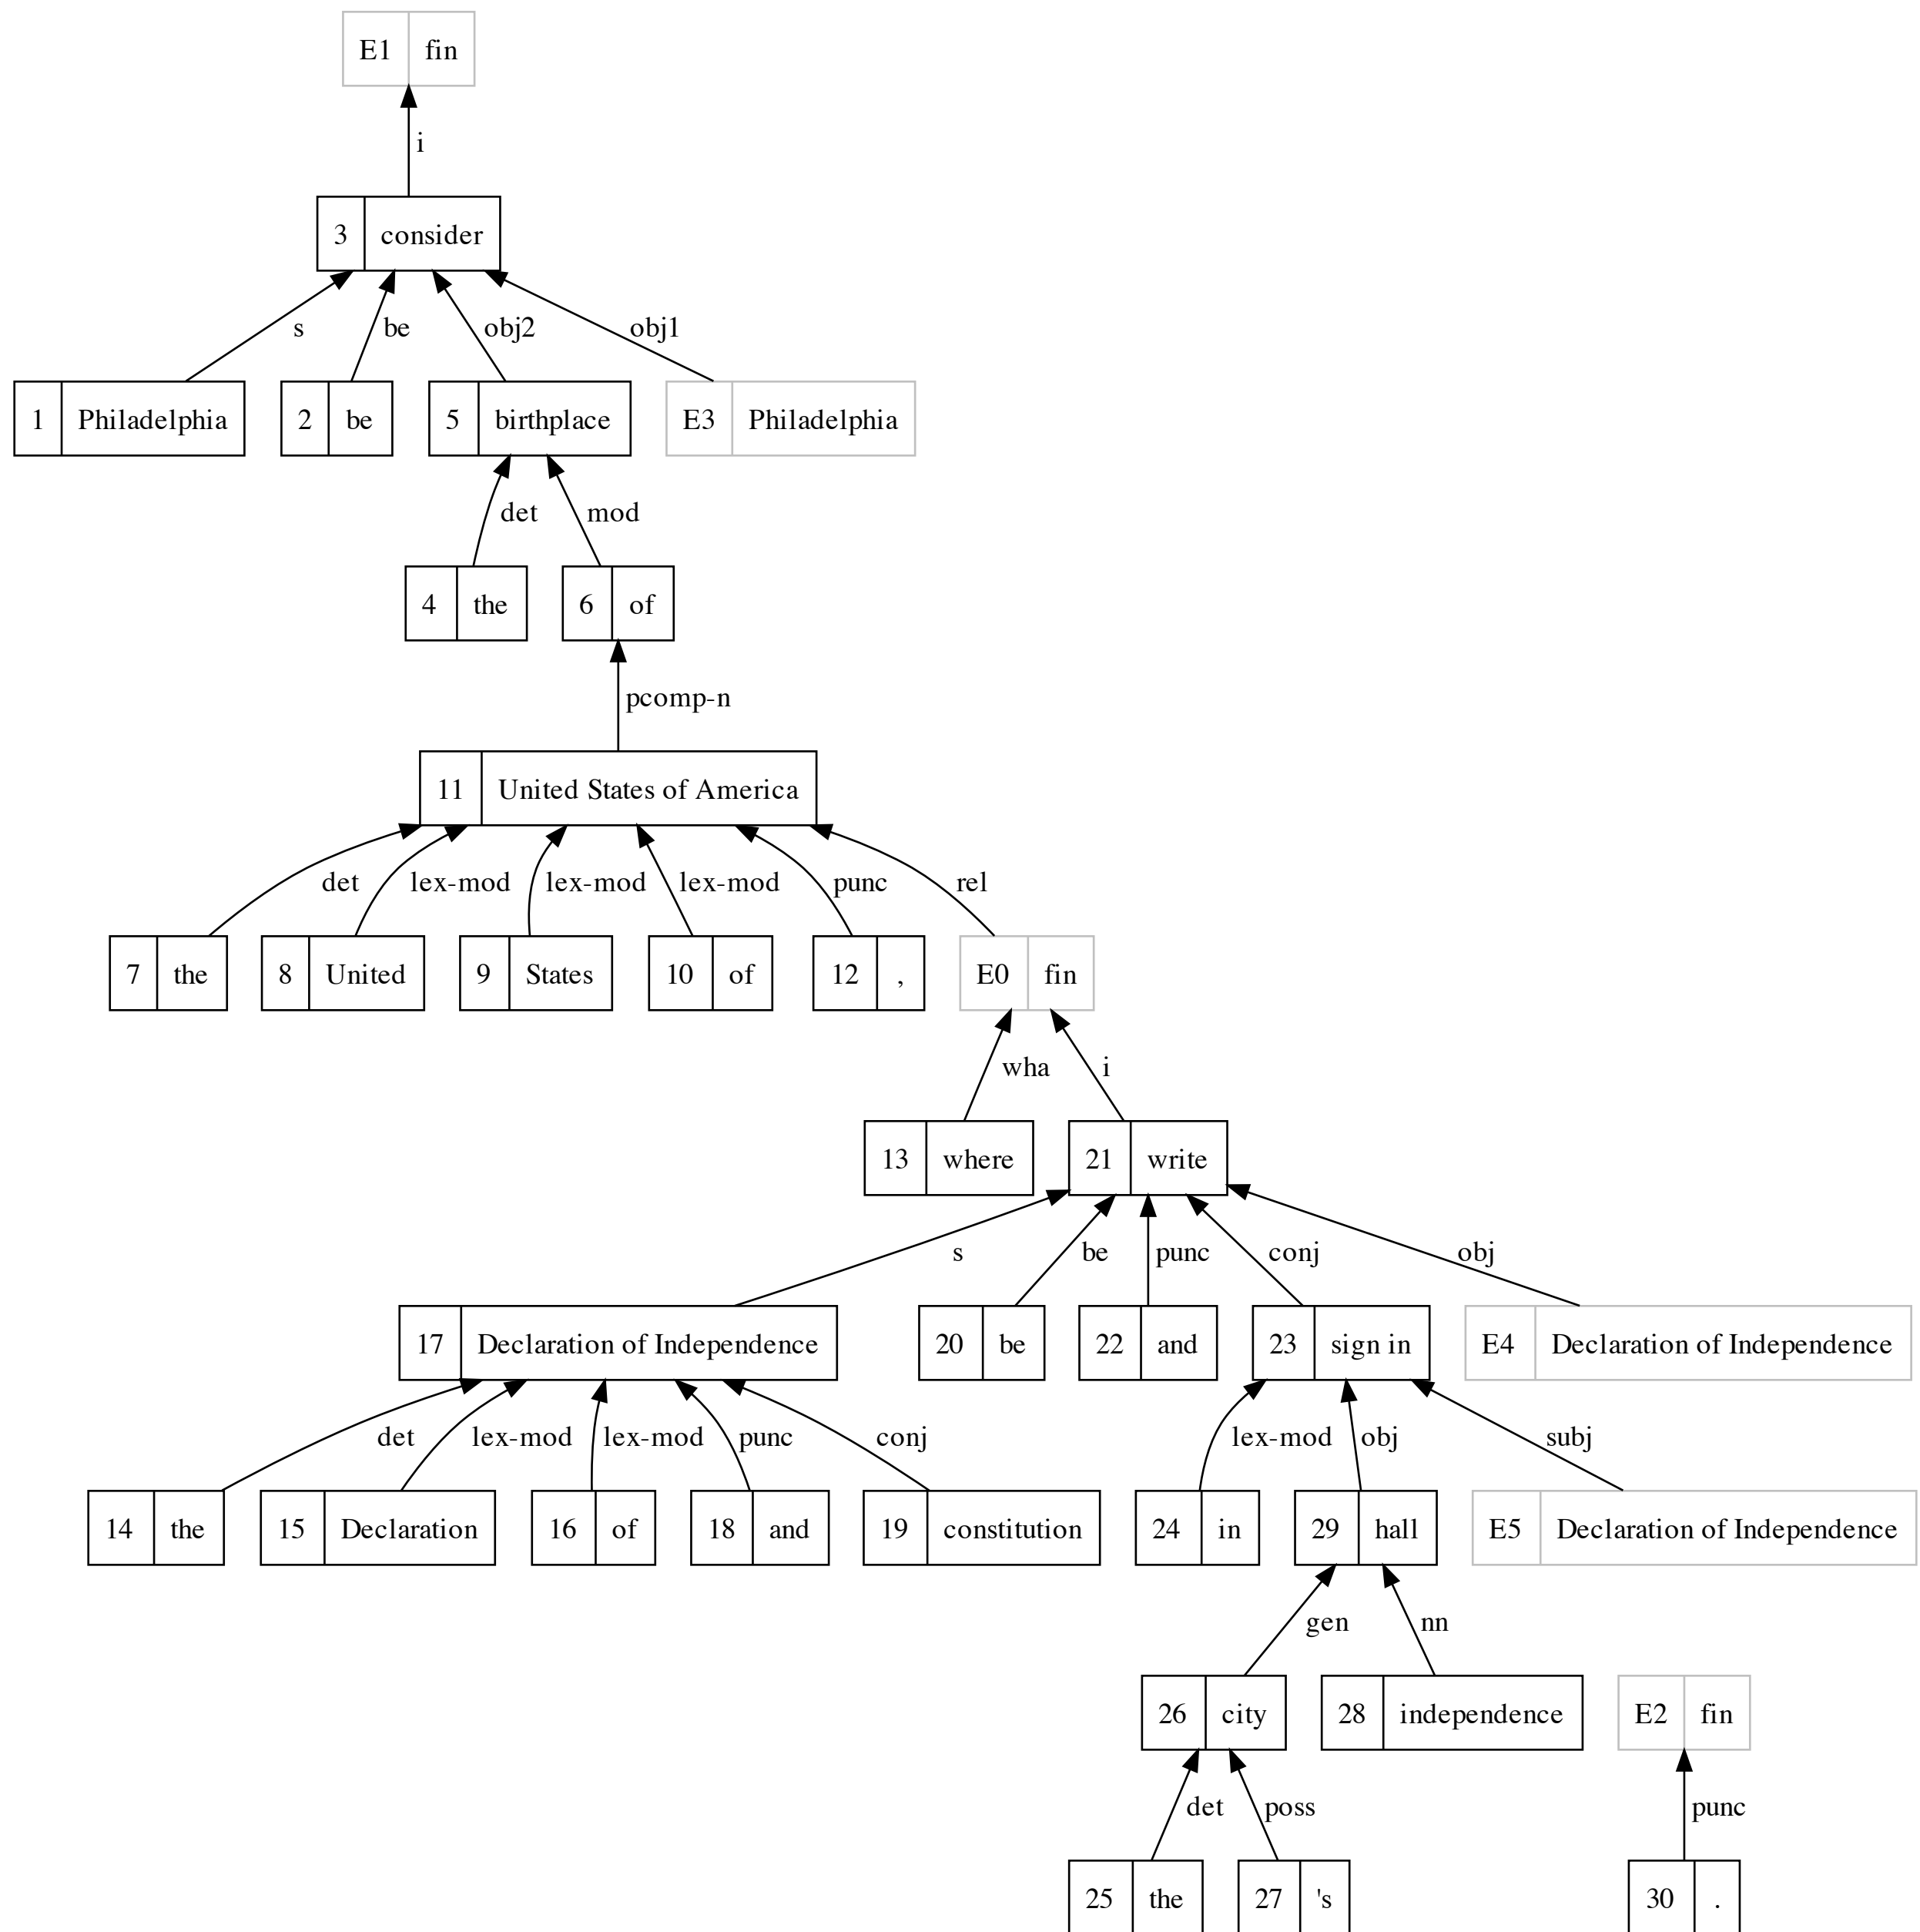 E1 fin
i
3 consider
s be obj2 obj1
1 Philadelphia 2 be 5 birthplace E3 Philadelphia
det mod
4 the 6 of
pcomp-n
11 United States of America
det lex-mod lex-mod lex-mod punc rel
7 the 8 United 9 States 10 of 12 , E0 fin
wha i
13 where 21 write
s be punc conj obj
17 Declaration of Independence 20 be 22 and 23 sign in E4 Declaration of Independence
det lex-mod lex-mod punc conj lex-mod obj subj
14 the 15 Declaration 16 of 18 and 19 constitution 24 in 29 hall E5 Declaration of Independence
gen nn
26 city 28 independence E2 fin
det poss punc
25 the 27 's 30 .